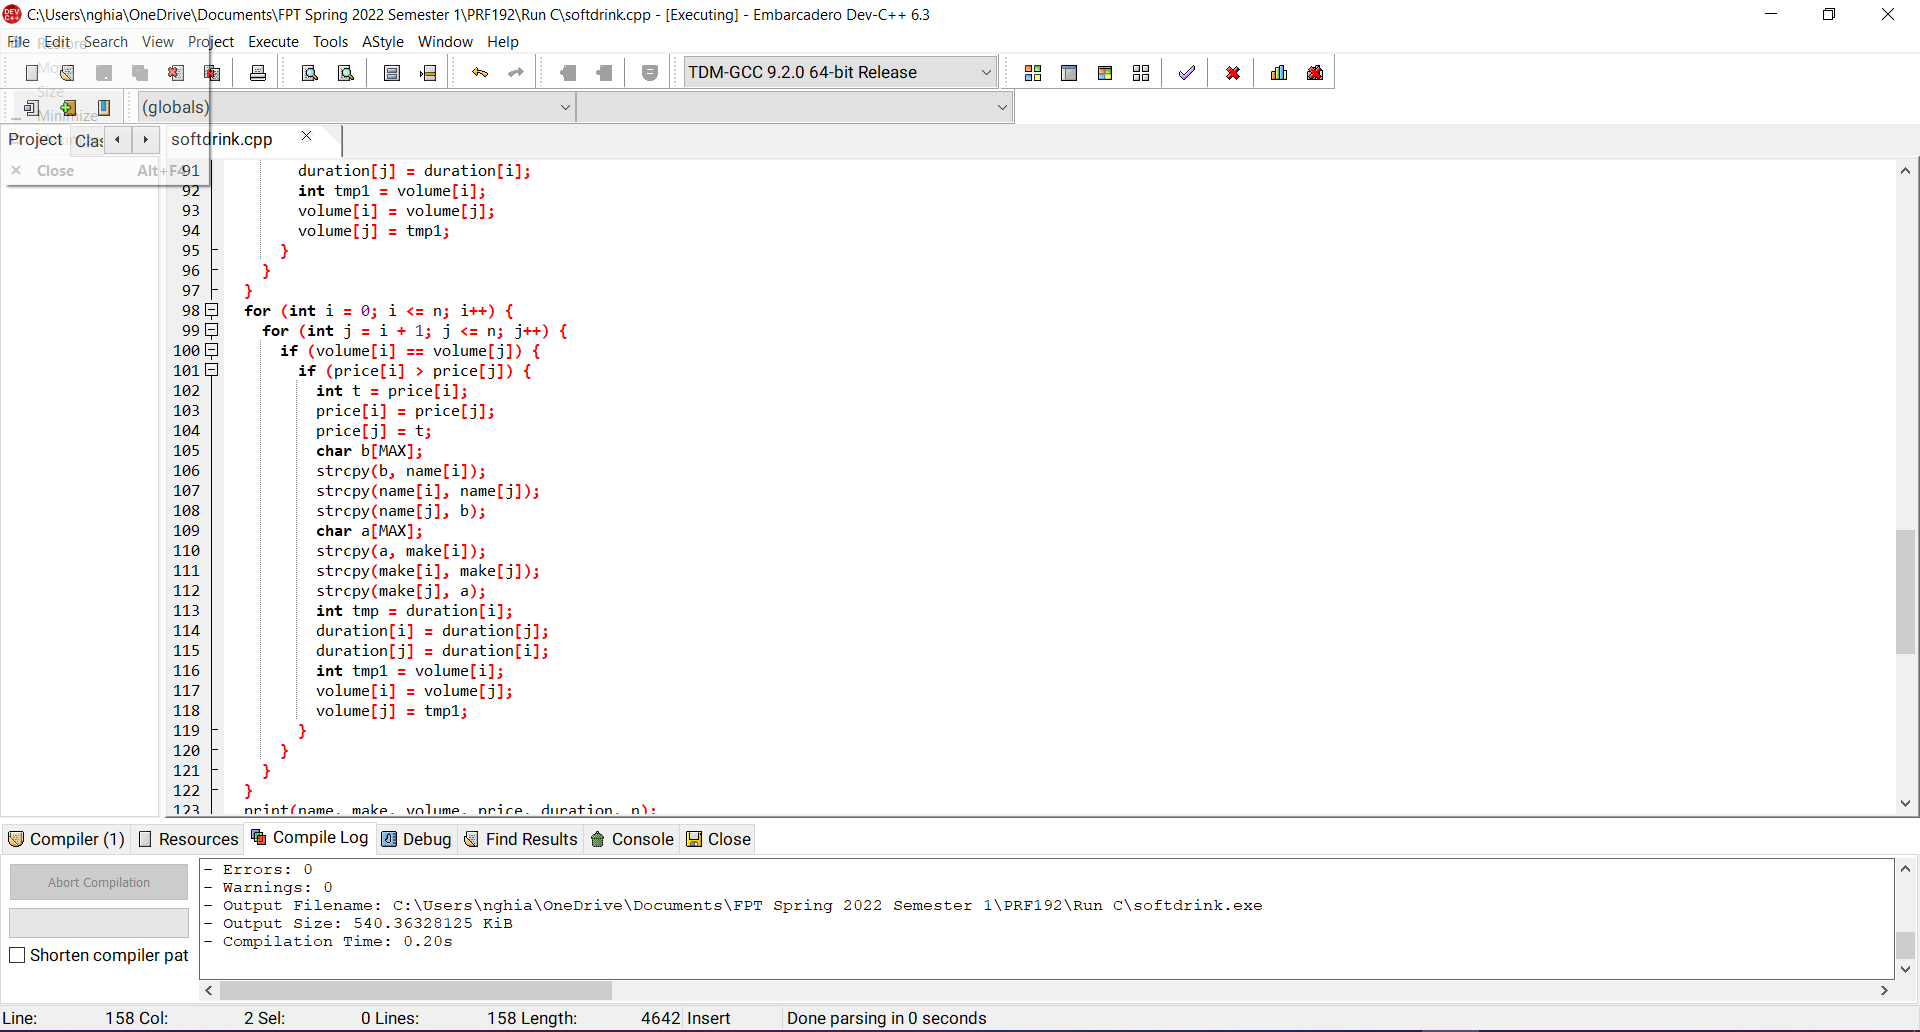 C:\Users\nghia\OneDrive\Documents\FPT Spring 2022 Semester 1\PRF192\Run C\softdrink.cpp - [Executing] - Embarcadero Dev-C++ 6.3
File Edit Search View Project Execute Tools AStyle Window Help
Restore
TDM-GCC 9.2.0 64-bit Release
Size
Minimize
(globals)
Project Clas softdrink.cpp
Close Alt+F4
91 duration[j] = duration[i];
92 int tmp1 = volume[i];
93 volume[i] = volume[j];
94 volume[j] = tmp1;
95 }
96 }
97 }
98 for (int i = 0; i <= n; i++) {
99 for (int j = i + 1; j <= n; j++) {
100 if (volume[i] == volume[j]) {
101 if (price[i] > price[j]) {
102 int t = price[i];
103 price[i] = price[j];
104 price[j] = t;
105 char b[MAX];
106 strcpy(b, name[i]);
107 strcpy(name[i], name[j]);
108 strcpy(name[j], b);
109 char a[MAX];
110 strcpy(a, make[i]);
111 strcpy(make[i], make[j]);
112 strcpy(make[j], a);
113 int tmp = duration[i];
114 duration[i] = duration[j];
115 duration[j] = duration[i];
116 int tmp1 = volume[i];
117 volume[i] = volume[j];
118 volume[j] = tmp1;
119 }
120 }
121 }
122 }
123 print(name, make, volume, price, duration, n);
Compiler (1) Resources Compile Log Debug Find Results Console Close
Abort Compilation
Shorten compiler pat
- Errors: 0
- Warnings: 0
- Output Filename: C:\Users\nghia\OneDrive\Documents\FPT Spring 2022 Semester 1\PRF192\Run C\softdrink.exe
- Output Size: 540.36328125 KiB
- Compilation Time: 0.20s
Line: 158 Col: 2 Sel: 0 Lines: 158 Length: 4642 Insert Done parsing in 0 seconds